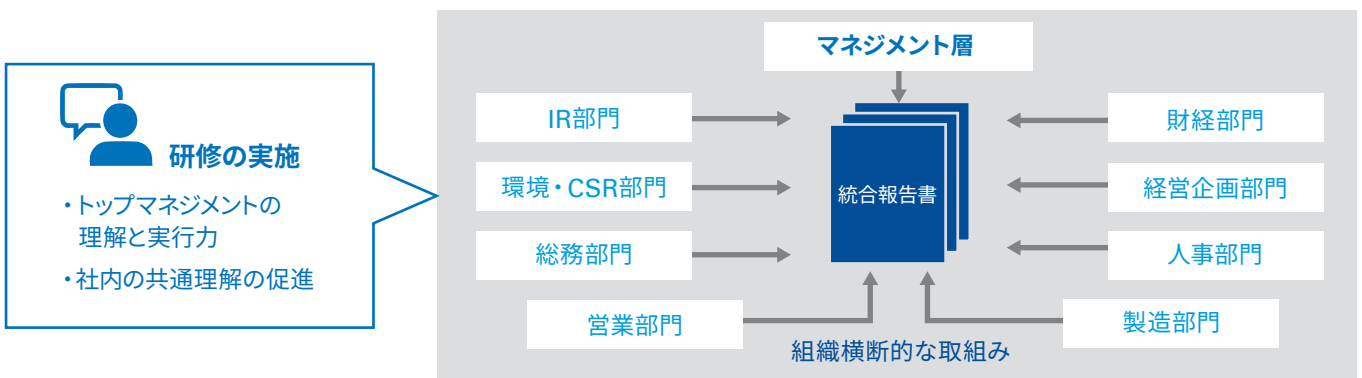 研修の実施
・トップマネジメントの
理解と実行力
・社内の共通理解の促進
マネジメント層
IR部門
環境・CSR部門
総務部門
営業部門
統合報告書
財経部門
経営企画部門
人事部門
製造部門
組織横断的な取組み